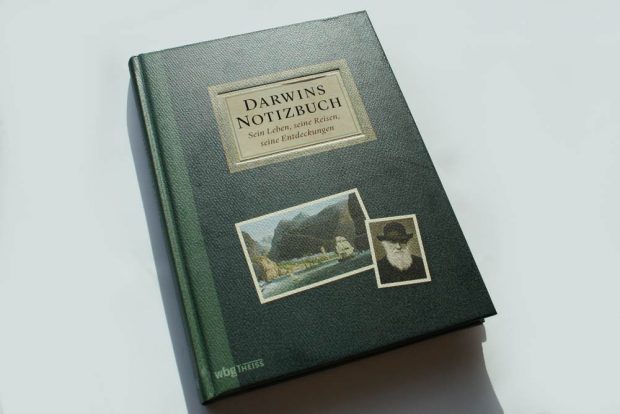 DARWINS
NOTIZBUCH
Sein Leben, seine Reisen,
seine Entdeckungen
wbg THEISS